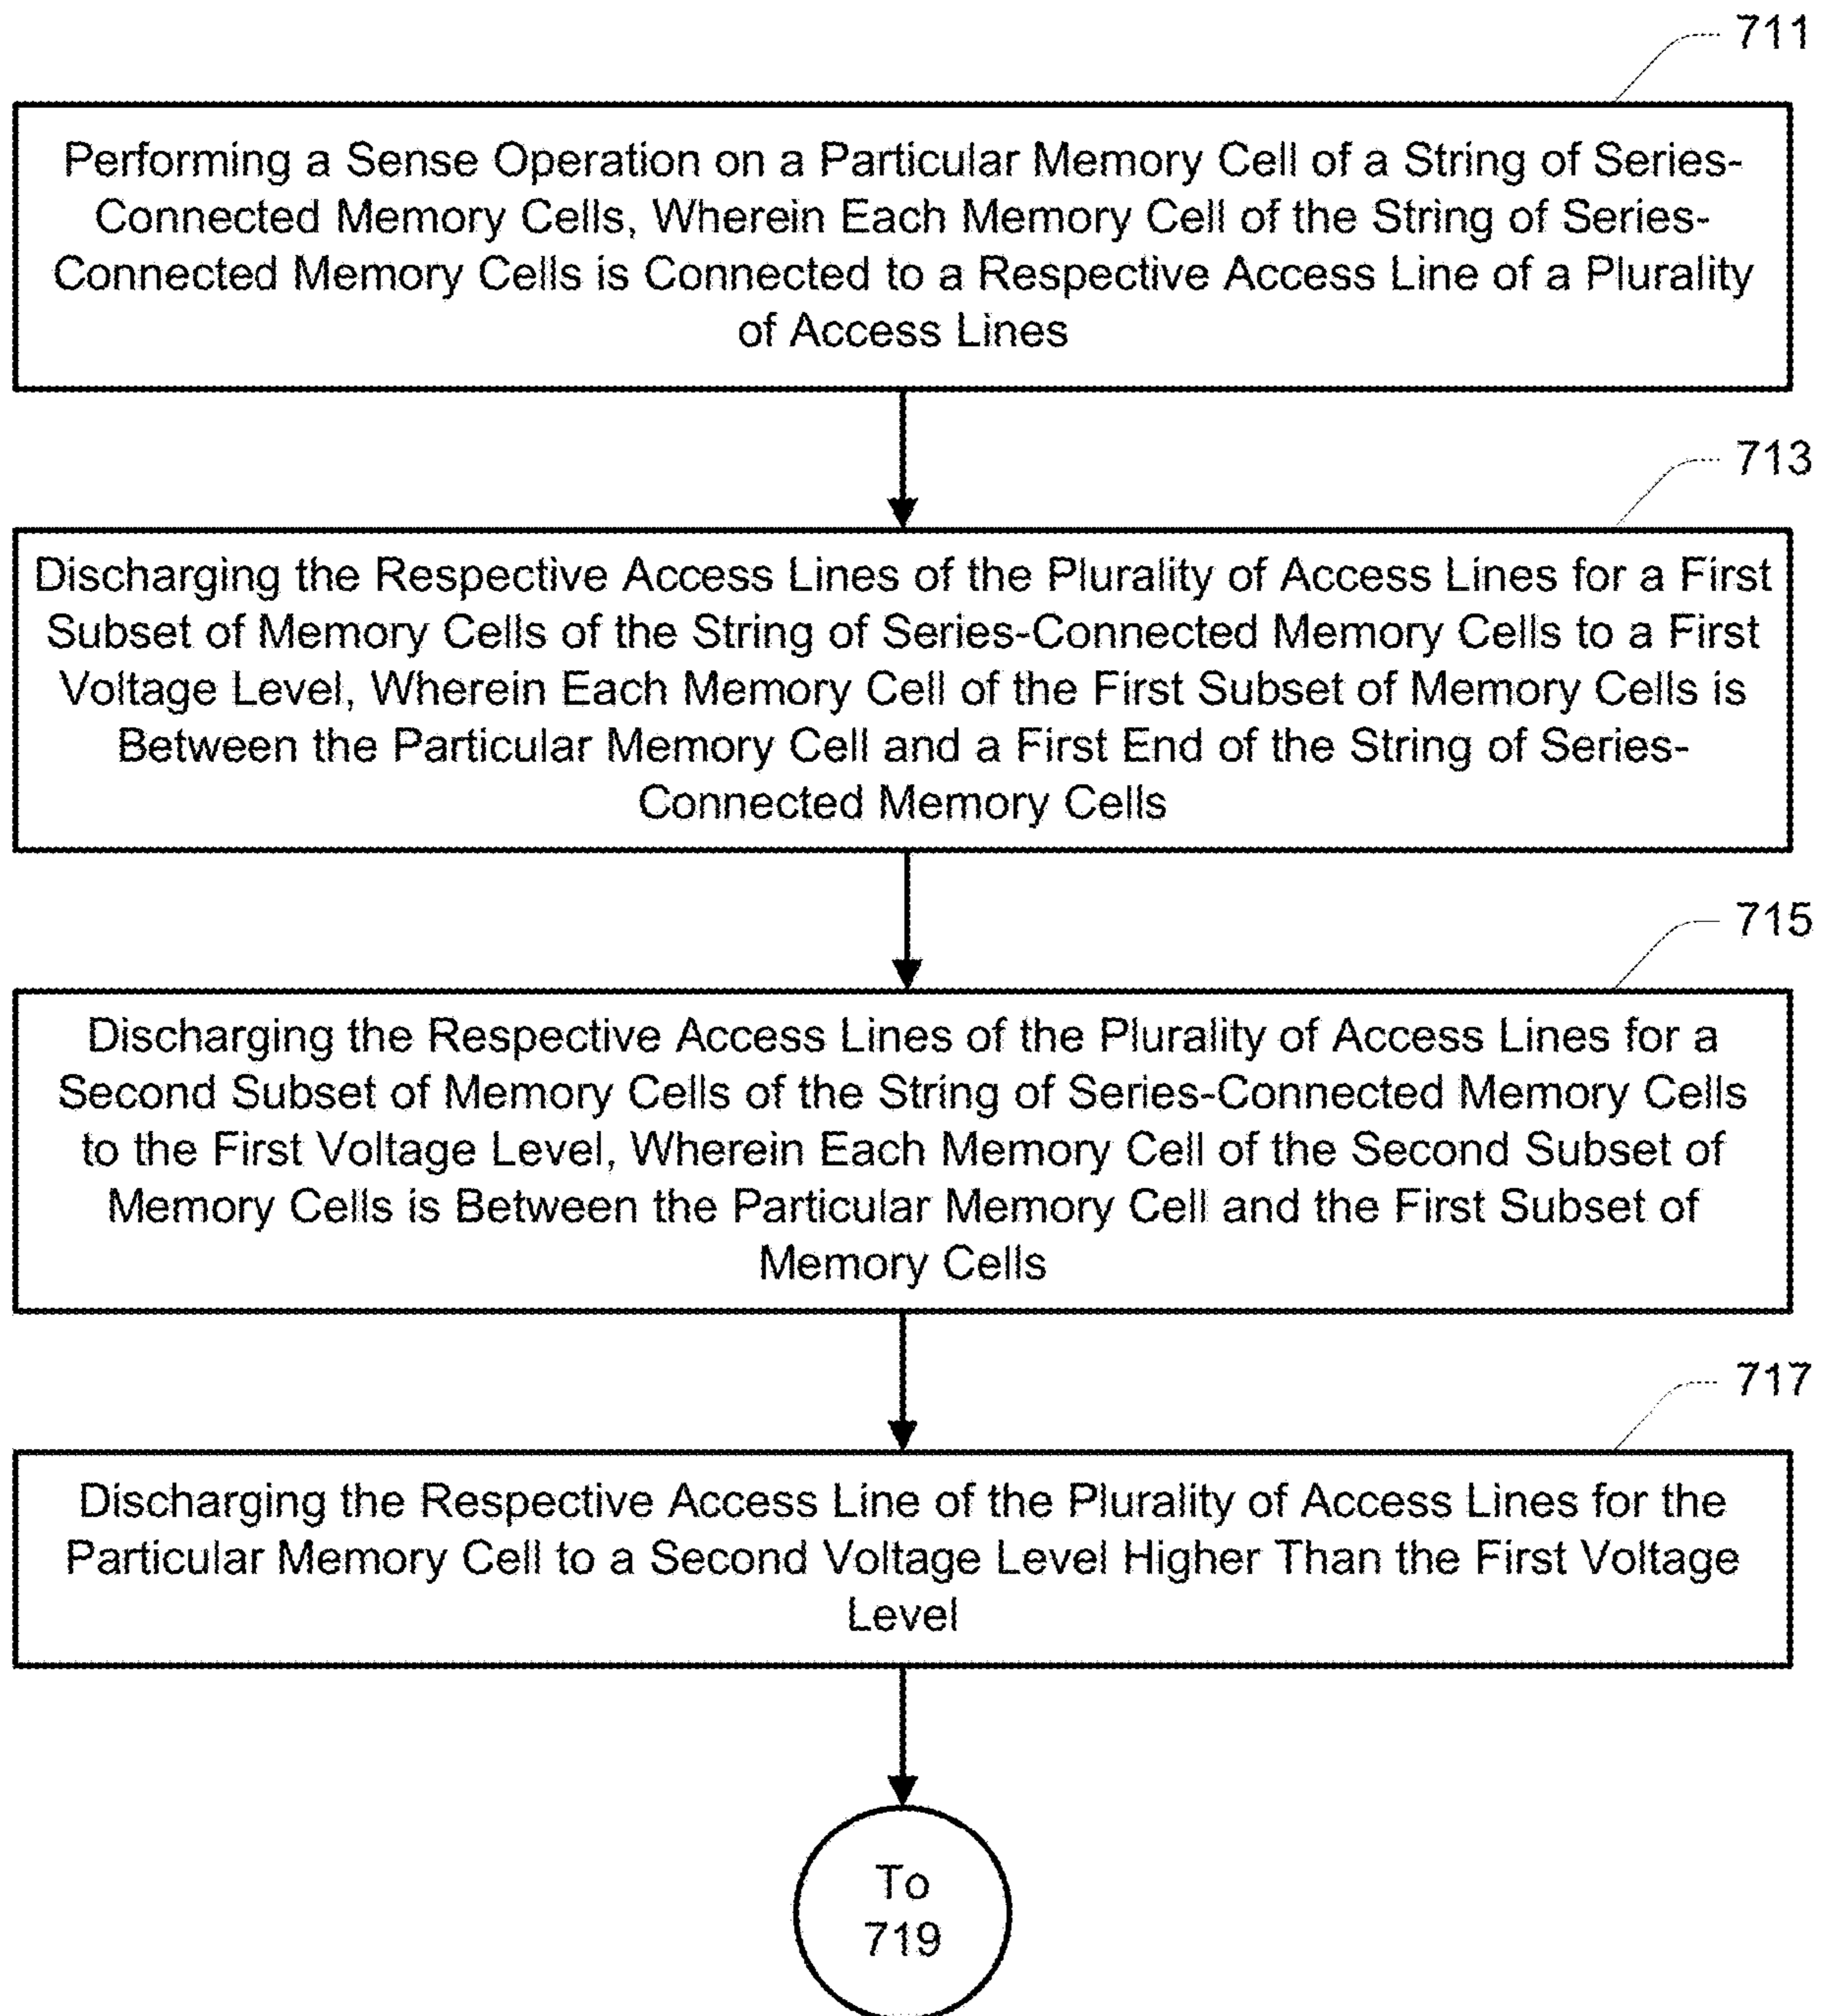 711
Performing a Sense Operation on a Particular Memory Cell of a String of Series-
Connected Memory Cells, Wherein Each Memory Cell of the String of Series-
Connected Memory Cells is Connected to a Respective Access Line of a Plurality
of Access Lines
713
Discharging the Respective Access Lines of the Plurality of Access Lines for a First
Subset of Memory Cells of the String of Series-Connected Memory Cells to a First
Voltage Level, Wherein Each Memory Cell of the First Subset of Memory Cells is
Between the Particular Memory Cell and a First End of the String of Series-
Connected Memory Cells
715
Discharging the Respective Access Lines of the Plurality of Access Lines for a
Second Subset of Memory Cells of the String of Series-Connected Memory Cells
to the First Voltage Level, Wherein Each Memory Cell of the Second Subset of
Memory Cells is Between the Particular Memory Cell and the First Subset of
Memory Cells
717
Discharging the Respective Access Line of the Plurality of Access Lines for the
Particular Memory Cell to a Second Voltage Level Higher Than the First Voltage
Level
To
719